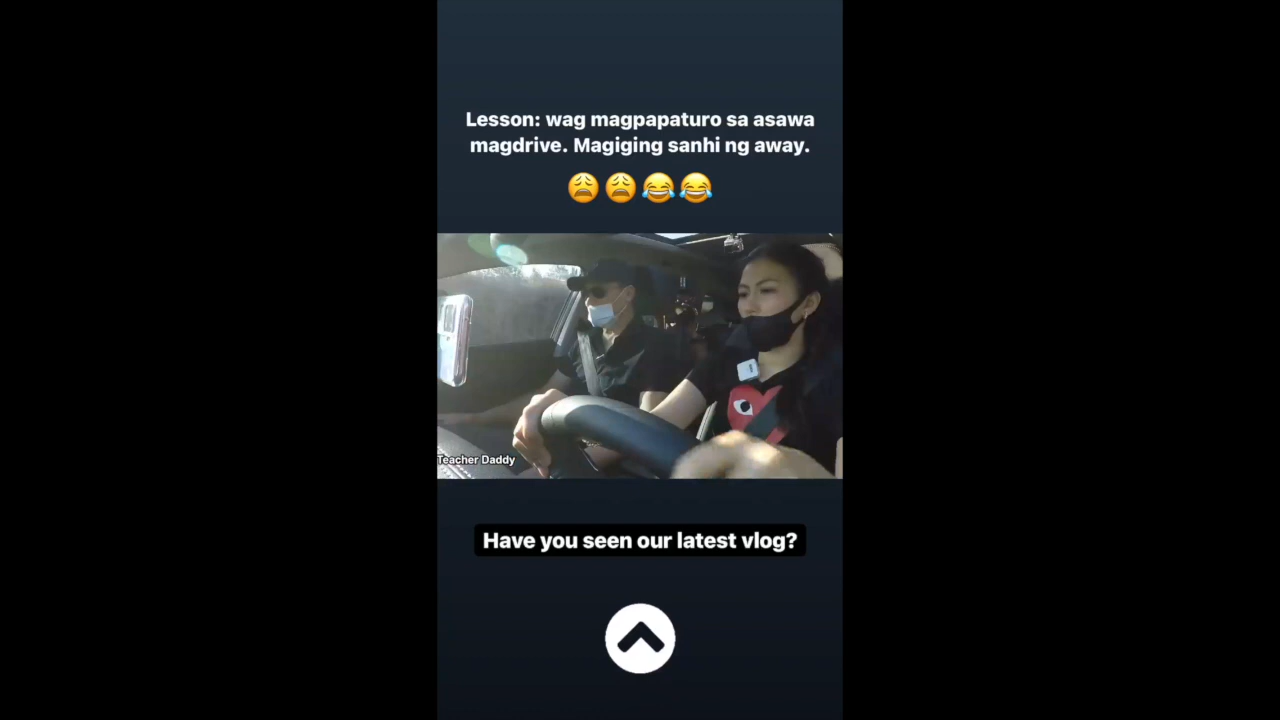 Lesson: wag magpapaturo sa asawa
magdrive. Magiging sanhi ng away.
😩😩😂😂
Teacher Daddy
Have you seen our latest vlog?